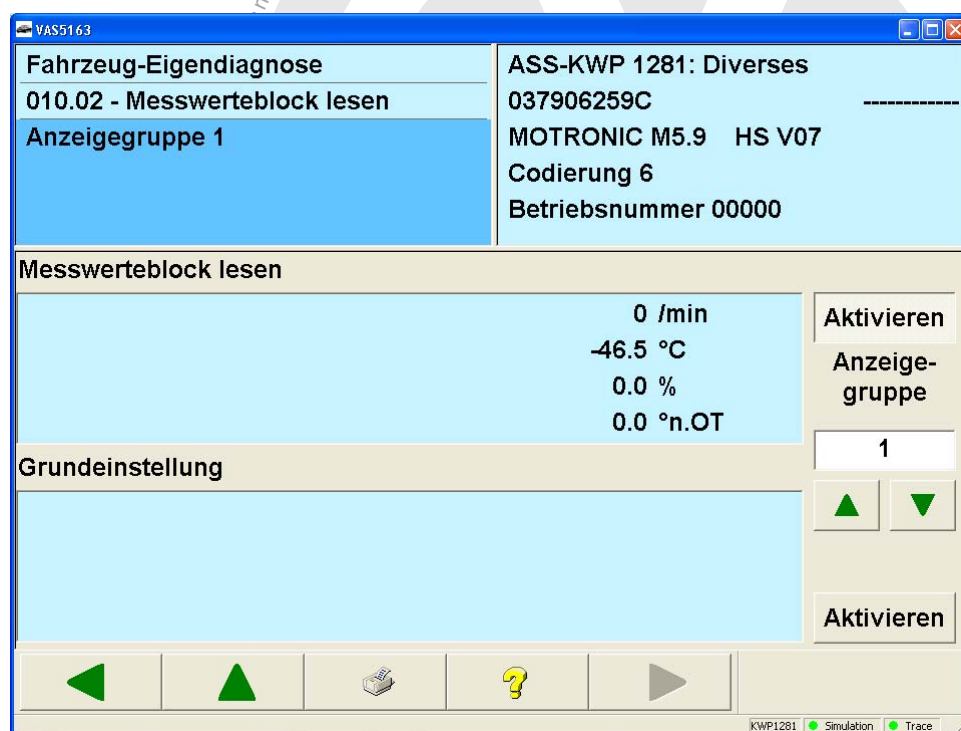 VAS5163
Fahrzeug-Eigendiagnose
010.02 - Messwerteblock lesen
Anzeigegruppe 1
ASS-KWP 1281: Diverses
037906259C ------------
MOTRONIC M5.9 HS V07
Codierung 6
Betriebsnummer 00000
Messwerteblock lesen
0 /min
-46.5 °C
0.0 %
0.0 °n.OT
Aktivieren
Anzeige-
gruppe
1
Grundeinstellung
Aktivieren
KWP1281 Simulation Trace